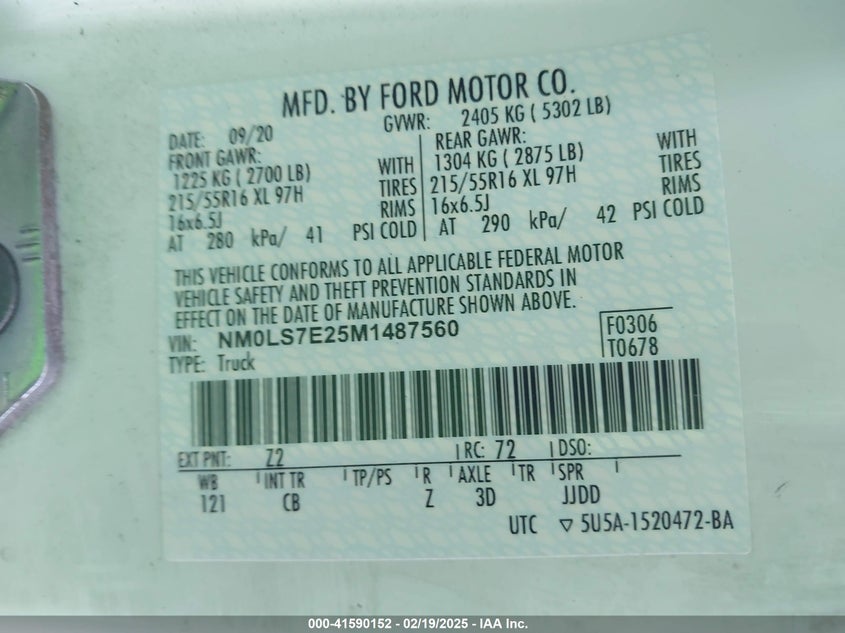 MFD. BY FORD MOTOR CO.
DATE: 09/20 GVWR: 2405 KG ( 5302 LB)
FRONT GAWR:
1225 KG ( 2700 LB) WITH
215/55R16 XL 97H TIRES
16x6.5J RIMS
AT 280 kPa/ 41 PSI COLD
REAR GAWR:
1304 KG ( 2875 LB) WITH
215/55R16 XL 97H TIRES
16x6.5J RIMS
AT 290 kPa/ 42 PSI COLD
THIS VEHICLE CONFORMS TO ALL APPLICABLE FEDERAL MOTOR
VEHICLE SAFETY AND THEFT PREVENTION STANDARDS IN
EFFECT ON THE DATE OF MANUFACTURE SHOWN ABOVE.
VIN: NM0LS7E25M1487560 F0306
TYPE: Truck T0678
EXT PNT: Z2 RC: 72 DSO:
WB INT TR TP/PS R AXLE TR SPR
121 CB Z 3D JJDD
UTC ▽ 5U5A-1520472-BA
000-41590152 — 02/19/2025 — IAA Inc.